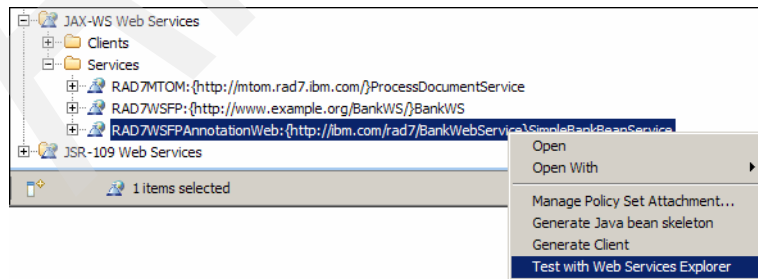 JAX-WS Web Services
Clients
Services
RAD7MTOM:{http://mtom.rad7.ibm.com/}ProcessDocumentService
RAD7WSFP:{http://www.example.org/BankWS/}BankWS
RAD7WSFPAnnotationWeb:{http://ibm.com/rad7/BankWebService}SimpleBankBeanService
JSR-109 Web Services
1 items selected
Open
Open With
Manage Policy Set Attachment...
Generate Java bean skeleton
Generate Client
Test with Web Services Explorer